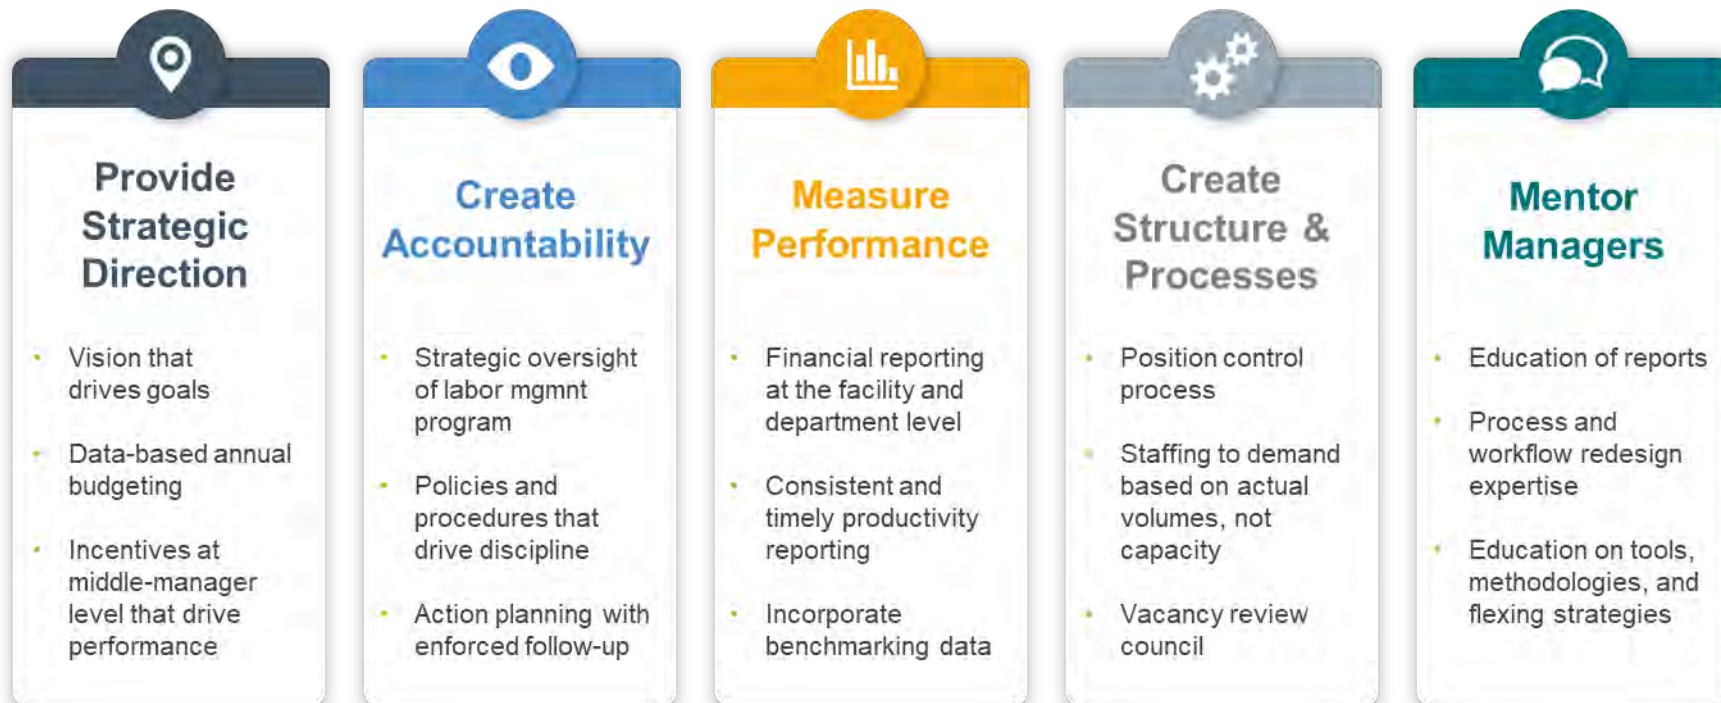 Provide
Strategic
Direction
• Vision that
drives goals
• Data-based annual
budgeting
• Incentives at
middle-manager
level that drive
performance
Create
Accountability
• Strategic oversight
of labor mgmnt
program
• Policies and
procedures that
drive discipline
• Action planning with
enforced follow-up
Measure
Performance
• Financial reporting
at the facility and
department level
• Consistent and
timely productivity
reporting
• Incorporate
benchmarking data
Create
Structure &
Processes
• Position control
process
• Staffing to demand
based on actual
volumes, not
capacity
• Vacancy review
council
Mentor
Managers
• Education of reports
• Process and
workflow redesign
expertise
• Education on tools,
methodologies, and
flexing strategies